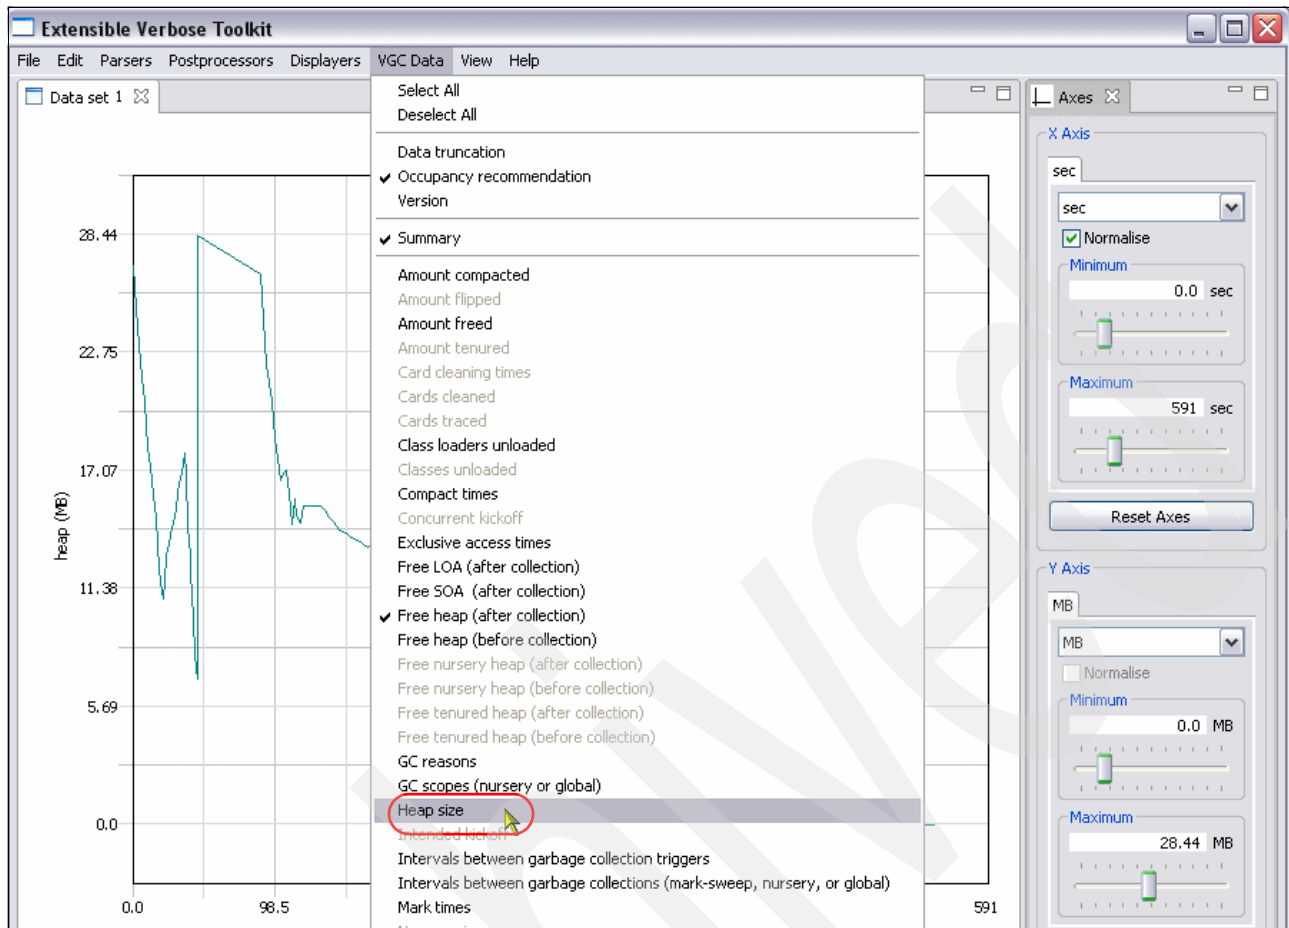 Extensible Verbose Toolkit
File Edit Parsers Postprocessors Displayers VGC Data View Help
Data set 1
Select All
Deselect All
Data truncation
Occupancy recommendation
Version
Summary
Amount compacted
Amount flipped
Amount freed
Amount tenured
Card cleaning times
Cards cleaned
Cards traced
Class loaders unloaded
Classes unloaded
Compact times
Concurrent kickoff
Exclusive access times
Free LOA (after collection)
Free SOA (after collection)
Free heap (after collection)
Free heap (before collection)
Free nursery heap (after collection)
Free nursery heap (before collection)
Free tenured heap (after collection)
Free tenured heap (before collection)
GC reasons
GC scopes (nursery or global)
Heap size
Intended kickoff
Intervals between garbage collection triggers
Intervals between garbage collections (mark-sweep, nursery, or global)
Mark times
28.44
22.75
17.07
11.38
5.69
0.0
heap (MB)
0.0
98.5
591
Axes
X Axis
sec
sec
Normalise
Minimum
0.0 sec
Maximum
591 sec
Reset Axes
Y Axis
MB
MB
Normalise
Minimum
0.0 MB
Maximum
28.44 MB